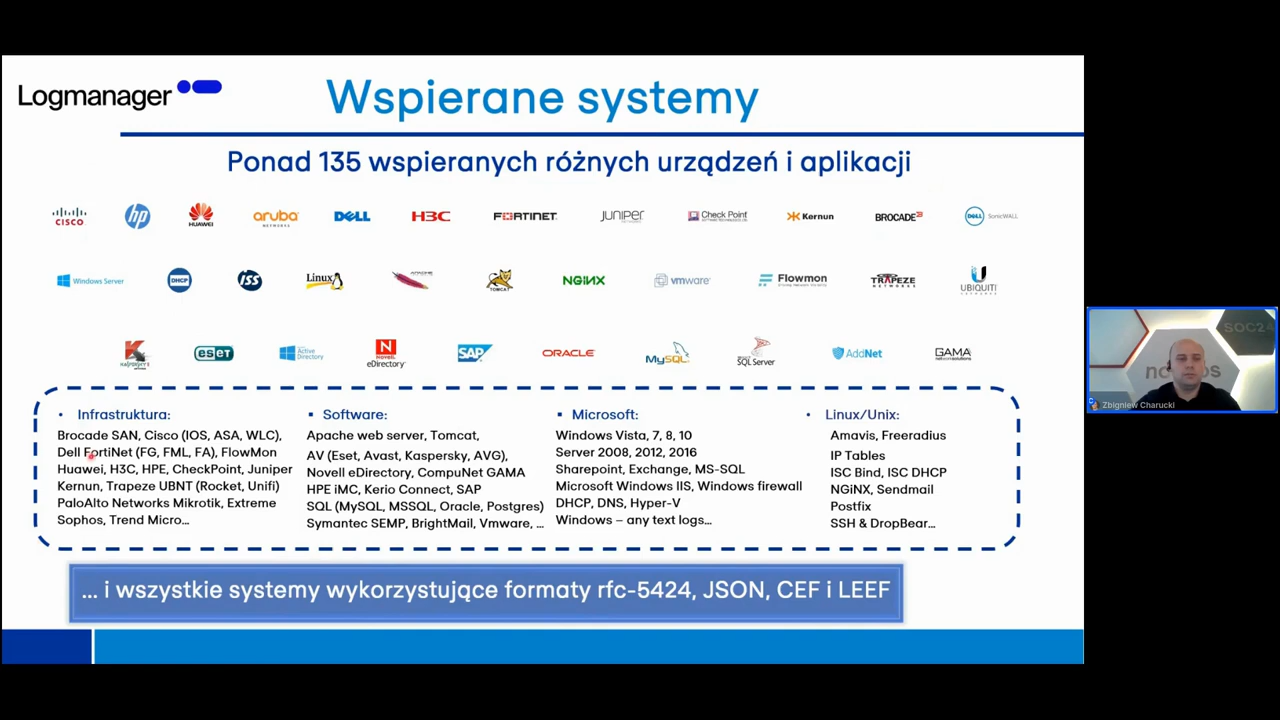 Logmanager
Wspierane systemy
Ponad 135 wspieranych różnych urządzeń i aplikacji
CISCO
hp
HUAWEI
aruba
NETWORKS
DELL
H3C
FORTINET
JUNIPER
NETWORKS
Check Point
Kernun
BROCADE
DELL SonicWALL
Windows Server
DHCP
ISS
Linux
APACHE
TOMCAT
NGINX
vmware
Flowmon
TRAPEZE
NETWORKS
UBIQUITI
NETWORKS
KASPERSKY
eset
Active
Directory
N
NOVELL
eDirectory
SAP
ORACLE
MySQL
SQL Server
AddNet
GAMA
network solutions
SOC24
Zbigniew Charucki
• Infrastruktura:
Brocade SAN, Cisco (IOS, ASA, WLC),
Dell FortiNet (FG, FML, FA), FlowMon
Huawei, H3C, HPE, CheckPoint, Juniper
Kernun, Trapeze UBNT (Rocket, Unifi)
PaloAlto Networks Mikrotik, Extreme
Sophos, Trend Micro...
• Software:
Apache web server, Tomcat,
AV (Eset, Avast, Kaspersky, AVG),
Novell eDirectory, CompuNet GAMA
HPE iMC, Kerio Connect, SAP
SQL (MySQL, MSSQL, Oracle, Postgres)
Symantec SEMP, BrightMail, Vmware, ...
• Microsoft:
Windows Vista, 7, 8, 10
Server 2008, 2012, 2016
Sharepoint, Exchange, MS-SQL
Microsoft Windows IIS, Windows firewall
DHCP, DNS, Hyper-V
Windows – any text logs...
• Linux/Unix:
Amavis, Freeradius
IP Tables
ISC Bind, ISC DHCP
NGiNX, Sendmail
Postfix
SSH & DropBear...
... i wszystkie systemy wykorzystujące formaty rfc-5424, JSON, CEF i LEEF